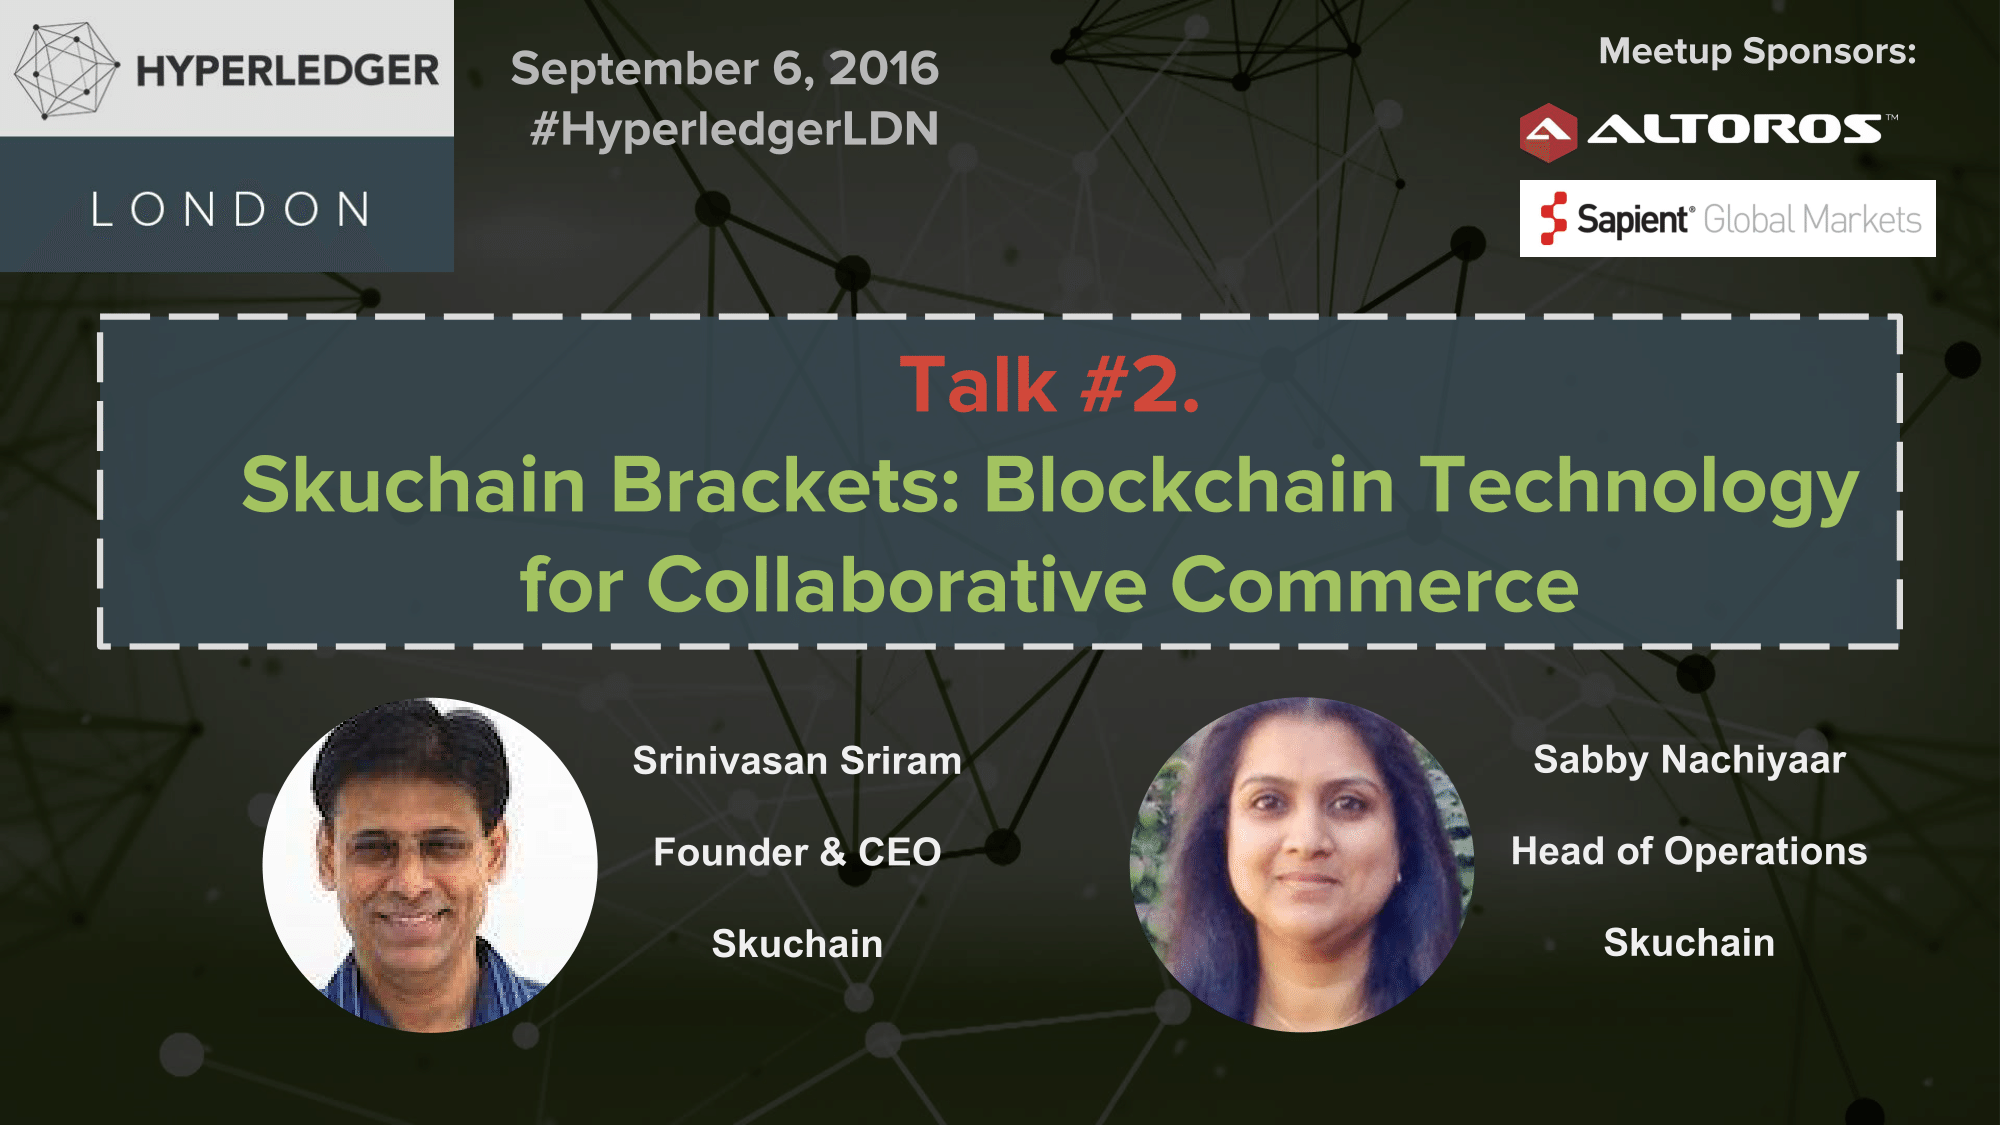 HYPERLEDGER
LONDON
September 6, 2016
#HyperledgerLDN
Meetup Sponsors:
ALTOROS™
Sapient® Global Markets
Talk #2.
Skuchain Brackets: Blockchain Technology
for Collaborative Commerce
Srinivasan Sriram
Founder & CEO
Skuchain
Sabby Nachiyaar
Head of Operations
Skuchain